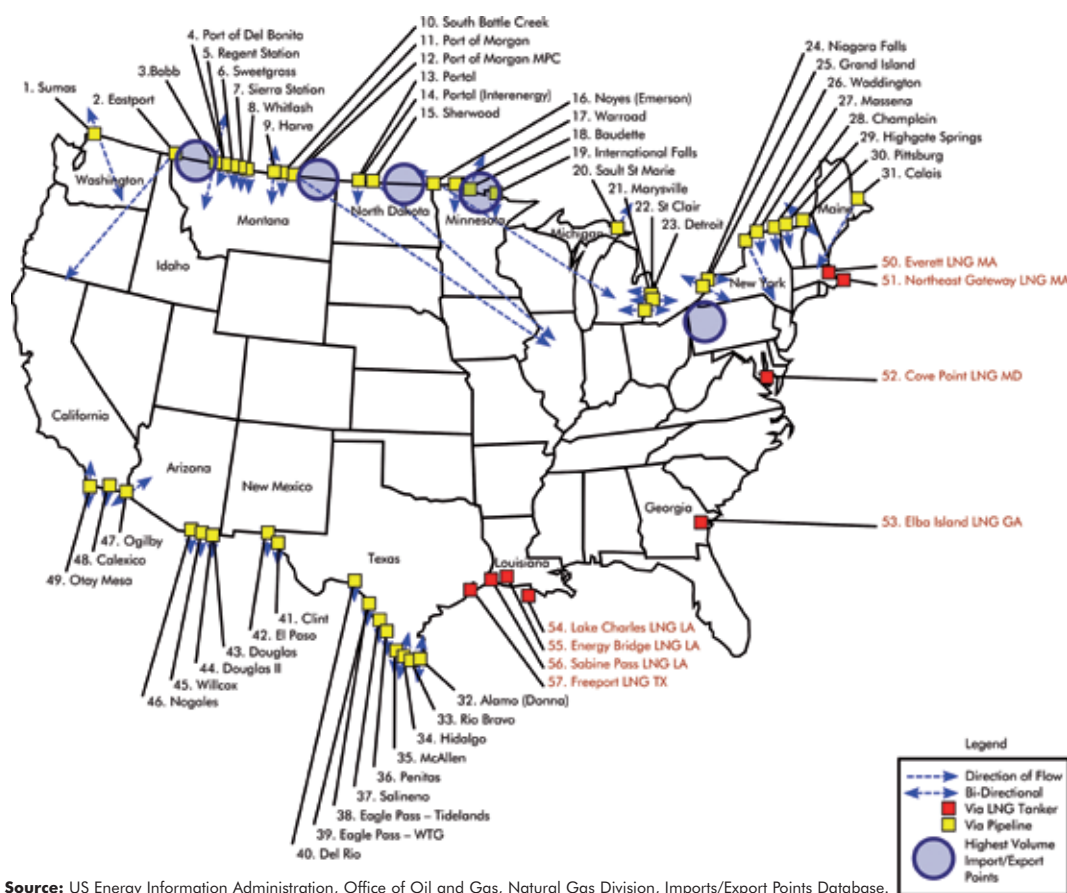 1. Sumas
2. Eastport
3.Babb
4. Port of Del Bonita
5. Regent Station
6. Sweetgrass
7. Sierra Station
8. Whitlash
9. Harve
10. South Battle Creek
11. Port of Morgan
12. Port of Morgan MPC
13. Portal
14. Portal (Interenergy)
15. Sherwood
16. Noyes (Emerson)
17. Warroad
18. Baudette
19. International Falls
20. Sault St Marie
21. Marysville
22. St Clair
23. Detroit
24. Niagara Falls
25. Grand Island
26. Waddington
27. Massena
28. Champlain
29. Highgate Springs
30. Pittsburg
31. Calais
Washington
Montana
North Dakota
Minnesota
Michigan
Maine
New York
Idaho
California
Arizona
New Mexico
Texas
Louisiana
Georgia
50. Everett LNG MA
51. Northeast Gateway LNG MA
52. Cove Point LNG MD
53. Elba Island LNG GA
54. Lake Charles LNG LA
55. Energy Bridge LNG LA
56. Sabine Pass LNG LA
57. Freeport LNG TX
47. Ogilby
48. Calexico
49. Otay Mesa
41. Clint
42. El Paso
43. Douglas
44. Douglas II
45. Willcox
46. Nogales
32. Alamo (Donna)
33. Rio Bravo
34. Hidalgo
35. McAllen
36. Penitas
37. Salineno
38. Eagle Pass – Tidelands
39. Eagle Pass – WTG
40. Del Rio
Legend
Direction of Flow
Bi-Directional
Via LNG Tanker
Via Pipeline
Highest Volume
Import/Export
Points
Source: US Energy Information Administration, Office of Oil and Gas, Natural Gas Division, Imports/Export Points Database.